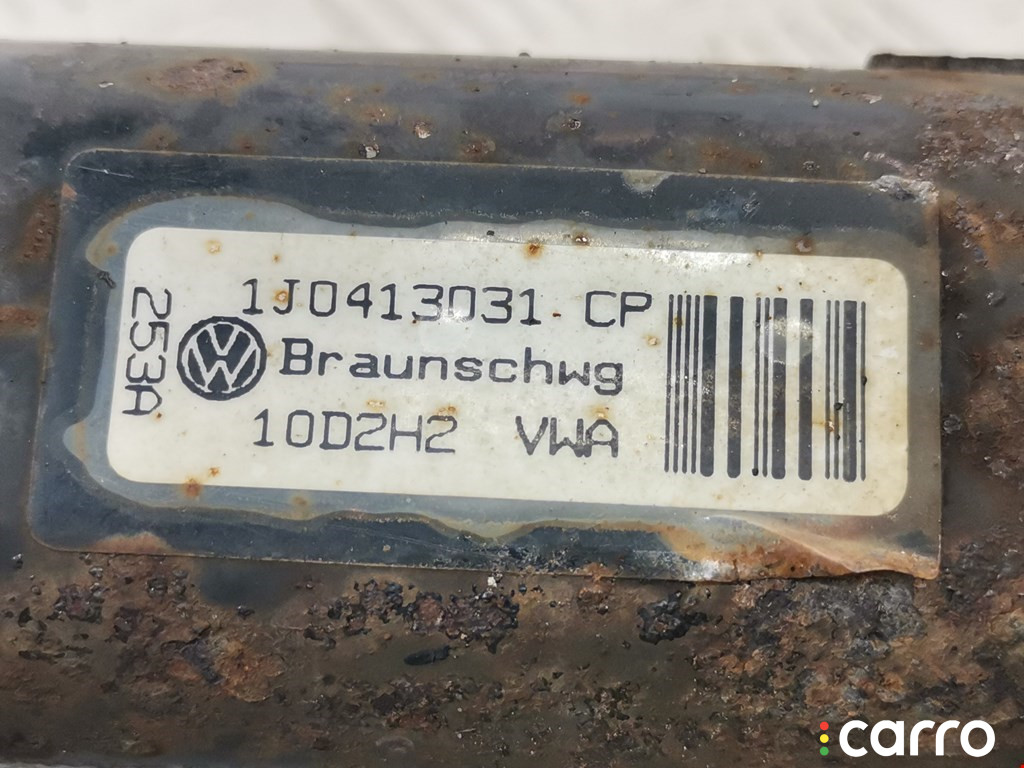 1J0413031 CP
253A
Braunschwg
10D2H2 VWA
carro